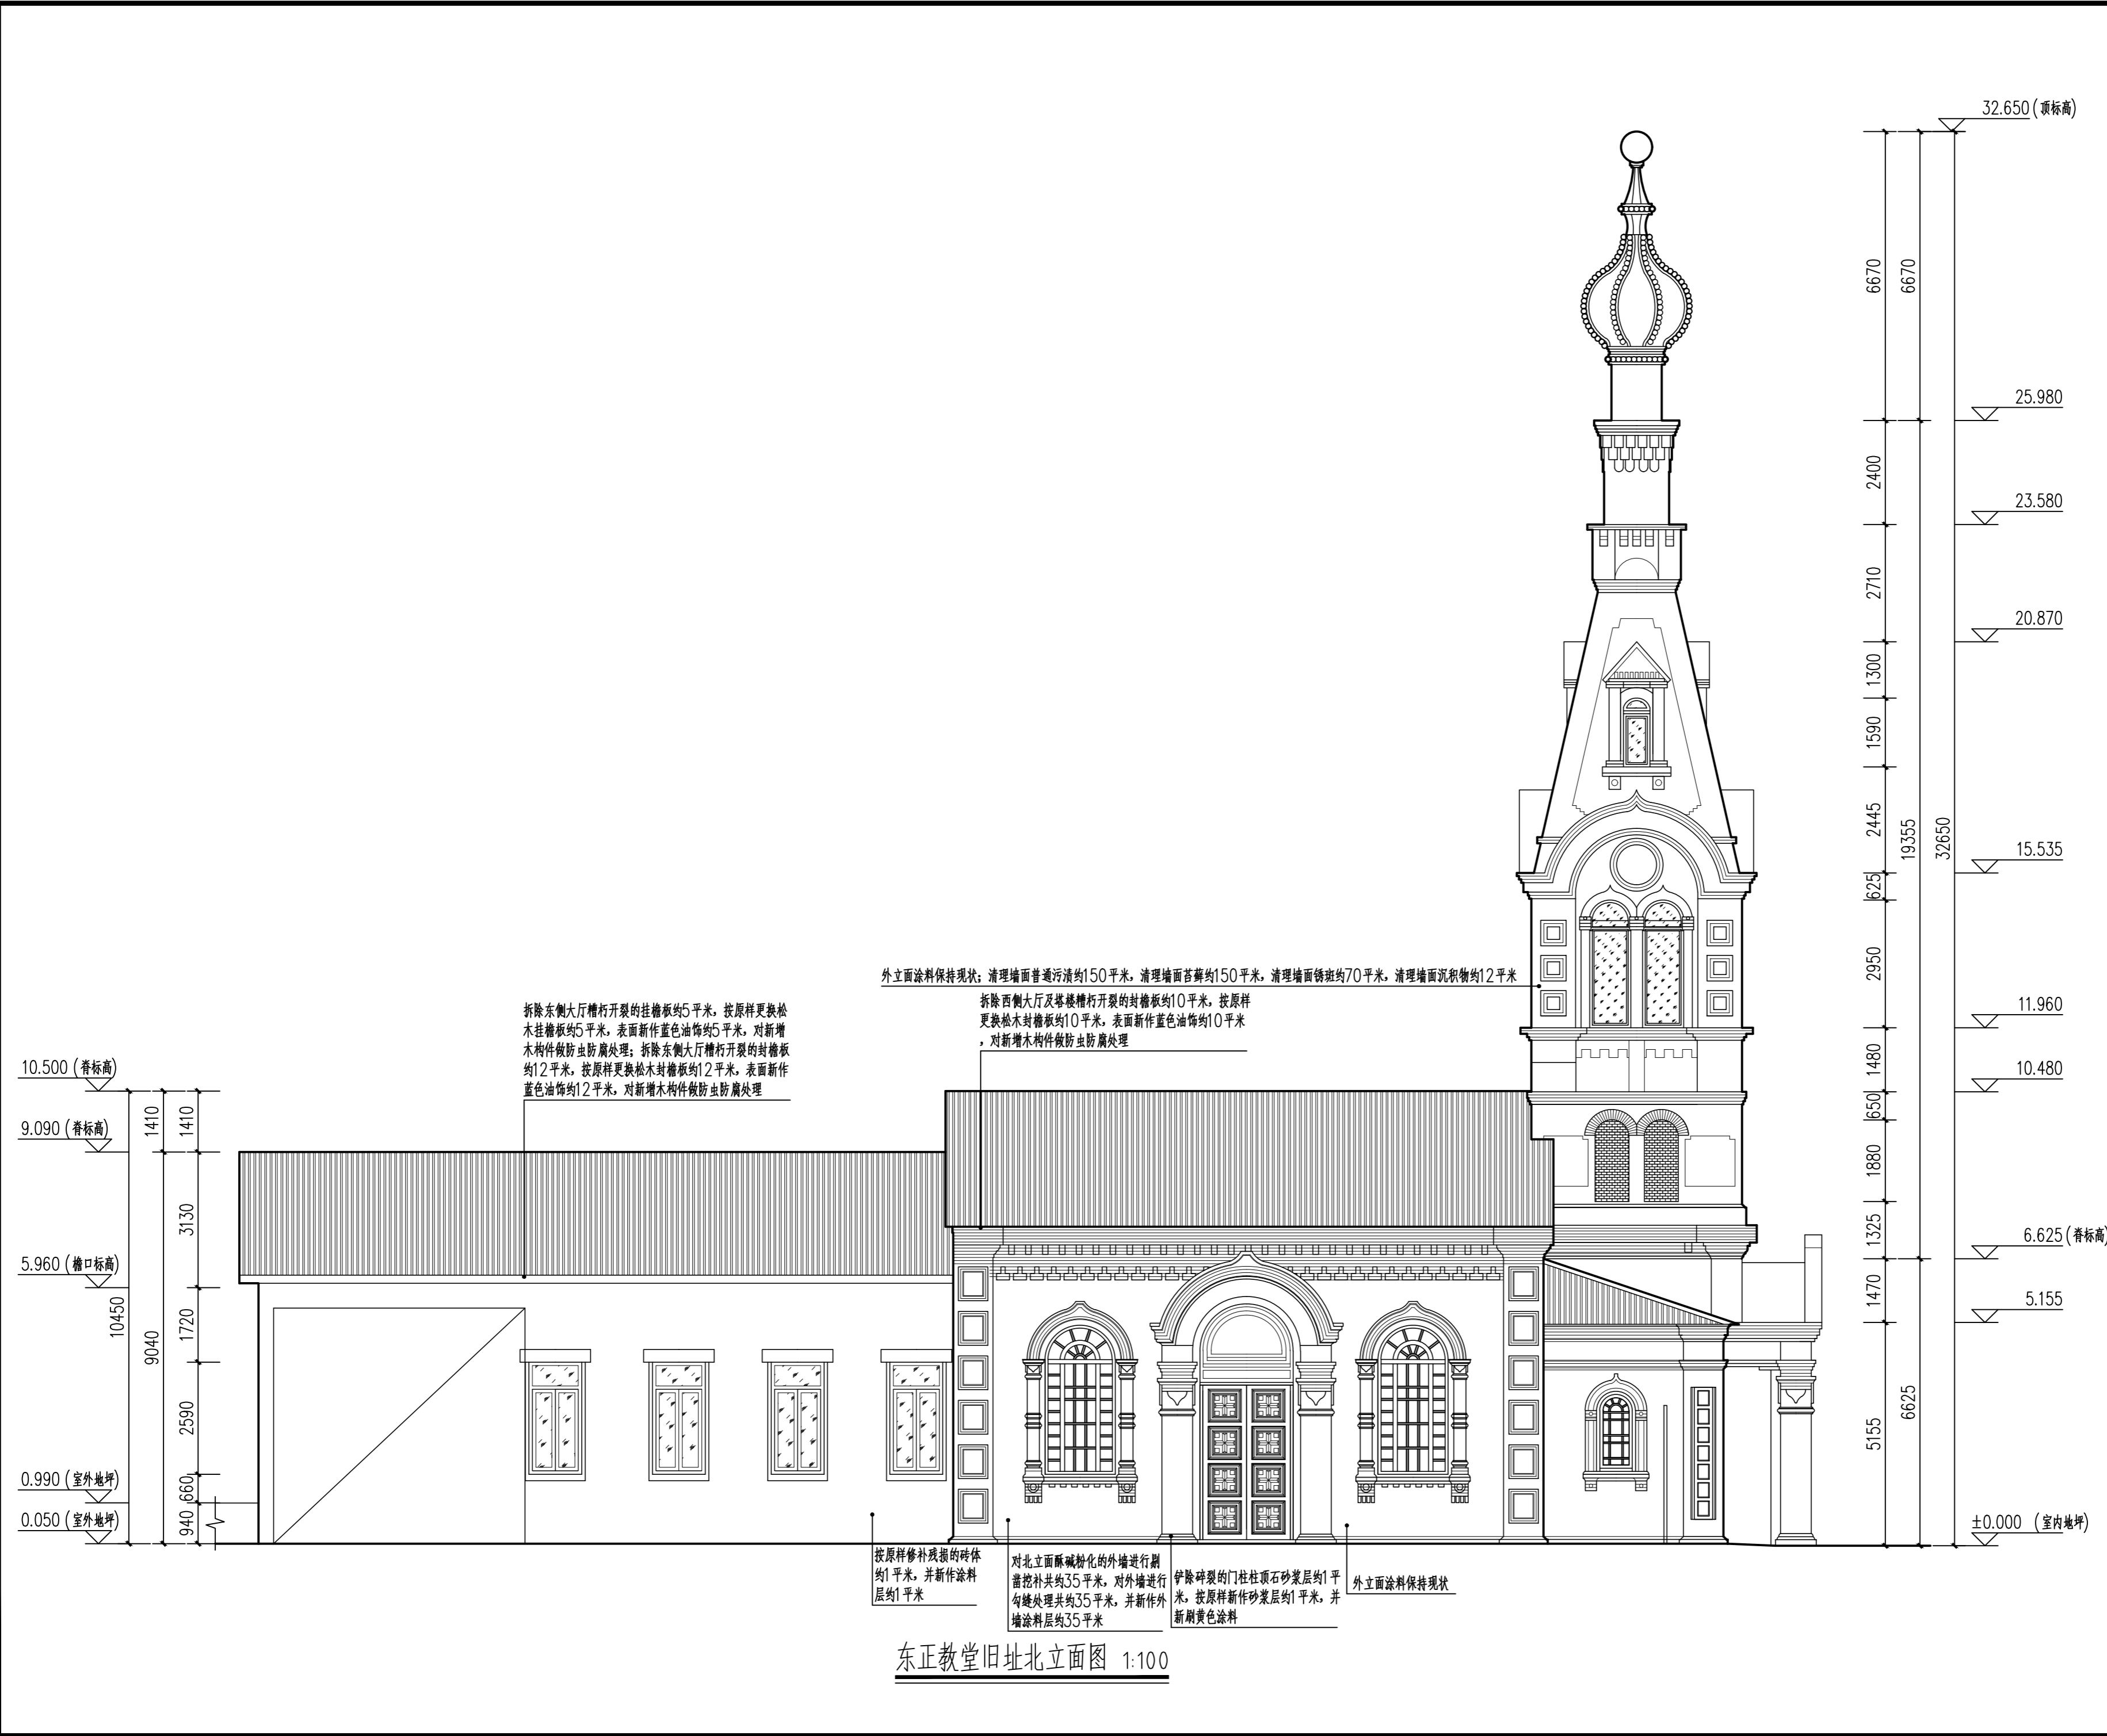 32.650(顶标高)
6670
6670
25.980
2400
23.580
2710
20.870
1300
1590
2445
19355
32650
15.535
625
2950
11.960
1480
10.480
650
1880
1325
6.625(脊标高)
1470
5.155
5155
6625
±0.000 (室内地坪)
外立面涂料保持现状；清理墙面普通污渍约150平米，清理墙面苔藓约150平米，清理墙面锈斑约70平米，清理墙面沉积物约12平米
拆除西侧大厅及塔楼糟朽开裂的封檐板约10平米，按原样
更换松木封檐板约10平米，表面新作蓝色油饰约10平米
，对新增木构件做防虫防腐处理
拆除东侧大厅糟朽开裂的挂檐板约5平米，按原样更换松
木挂檐板约5平米，表面新作蓝色油饰约5平米，对新增
木构件做防虫防腐处理；拆除东侧大厅糟朽开裂的封檐板
约12平米，按原样更换松木封檐板约12平米，表面新作
蓝色油饰约12平米，对新增木构件做防虫防腐处理
10.500 (脊标高)
9.090 (脊标高)
5.960 (檐口标高)
0.990 (室外地坪)
0.050 (室外地坪)
10450
1410
9040
1410
3130
1720
2590
660
940
按原样修补残损的砖体
约1平米，并新作涂料
层约1平米
对北立面酥碱粉化的外墙进行剔
凿挖补共约35平米，对外墙进行
勾缝处理共约35平米，并新作外
墙涂料层约35平米
铲除碎裂的门柱柱顶石砂浆层约1平
米，按原样新作砂浆层约1平米，并
新刷黄色涂料
外立面涂料保持现状
东正教堂旧址北立面图 1:100